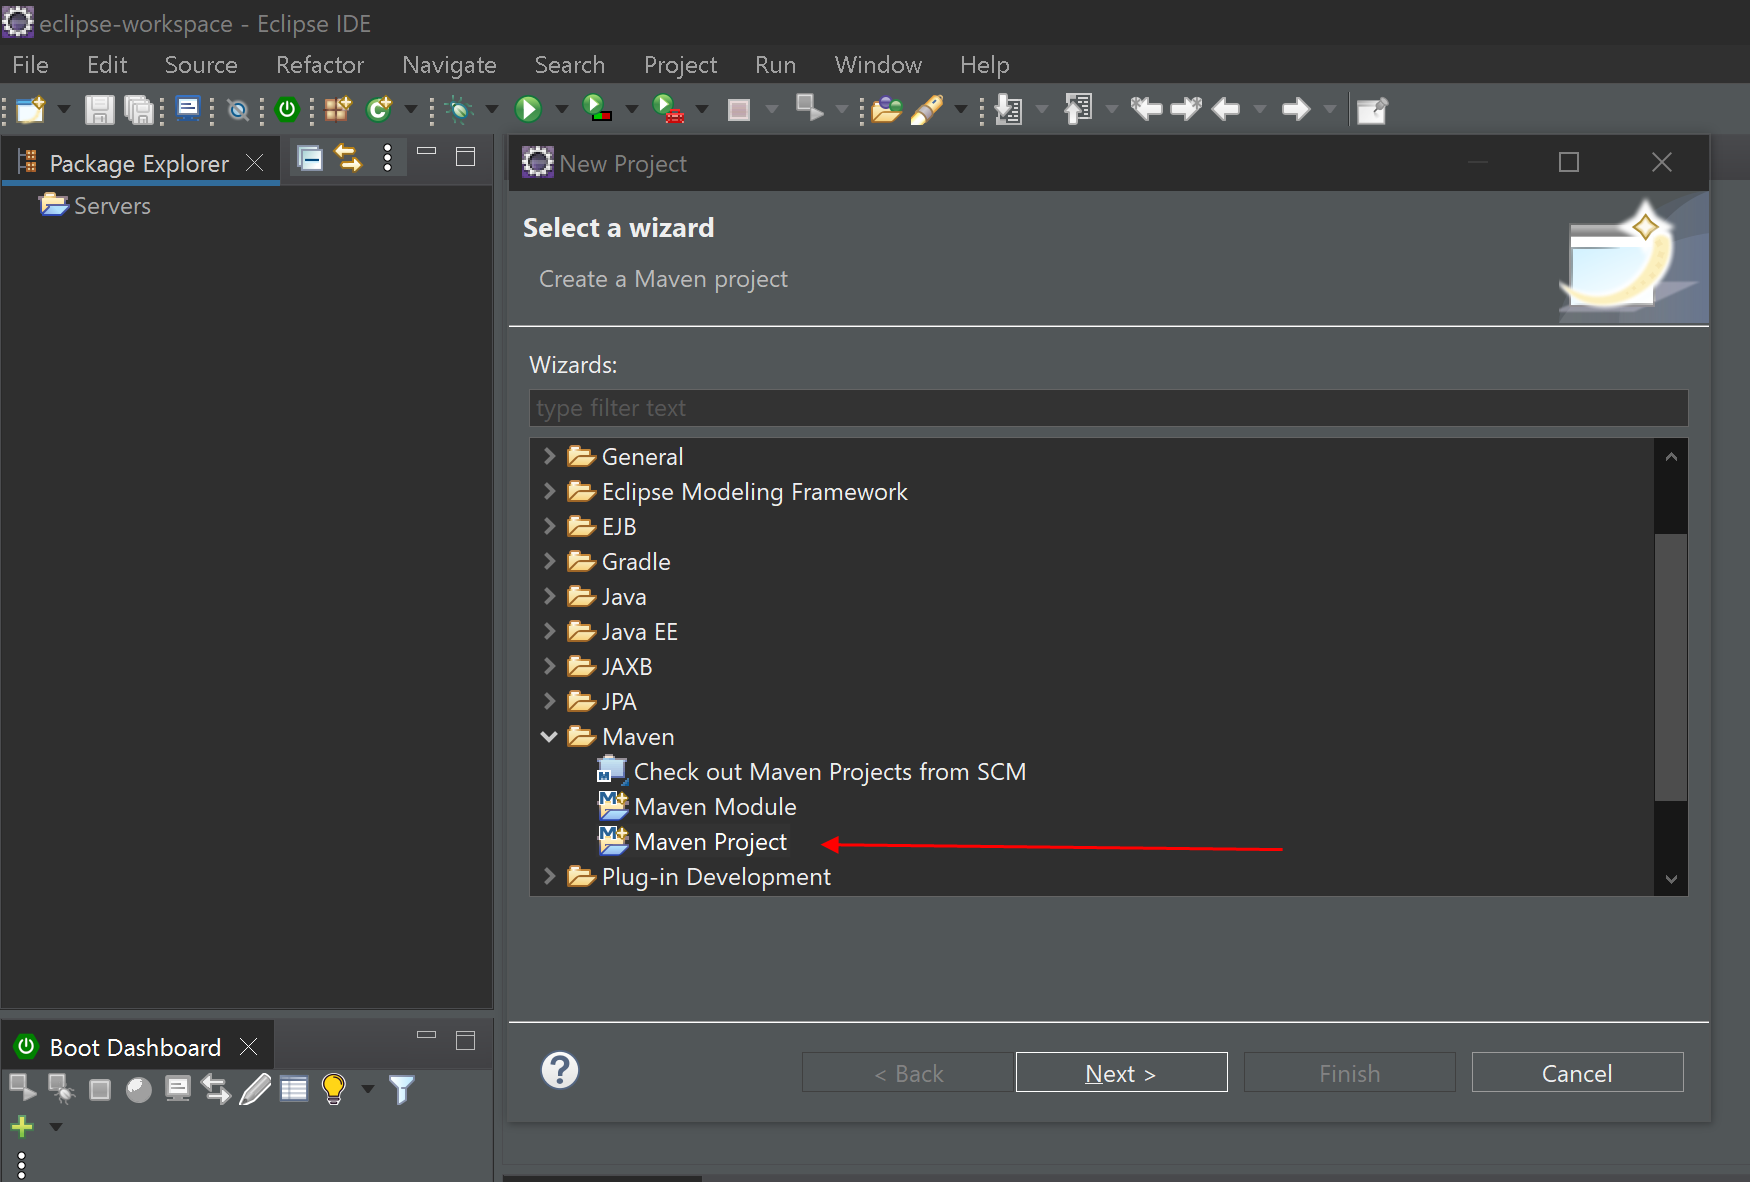 eclipse-workspace - Eclipse IDE
File Edit Source Refactor Navigate Search Project Run Window Help
Package Explorer
Servers
New Project
Select a wizard
Create a Maven project
Wizards:
type filter text
General
Eclipse Modeling Framework
EJB
Gradle
Java
Java EE
JAXB
JPA
Maven
Check out Maven Projects from SCM
Maven Module
Maven Project
Plug-in Development
< Back Next > Finish Cancel
Boot Dashboard